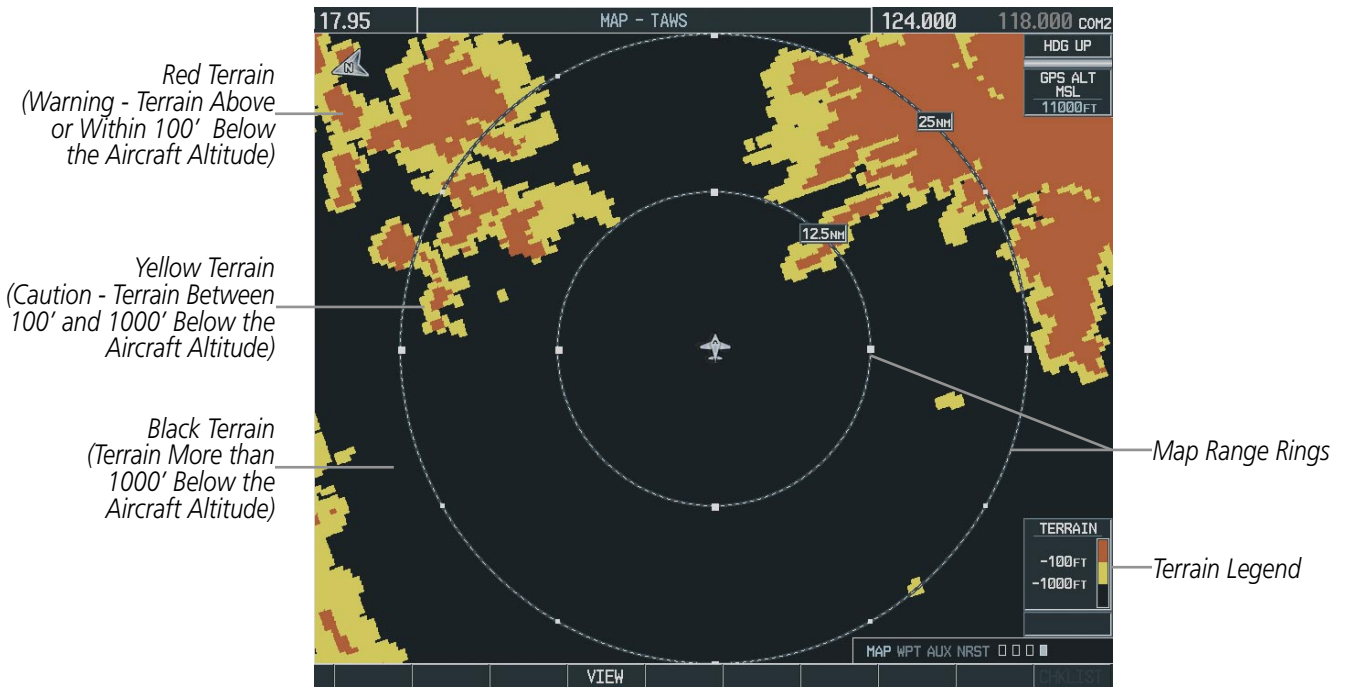 17.95 MAP – TAWS 124.000 118.000 COM2
HDG UP
GPS ALT
MSL
11000FT
N
Red Terrain
(Warning - Terrain Above
or Within 100’ Below
the Aircraft Altitude)
25NM
12.5NM
Yellow Terrain
(Caution - Terrain Between
100’ and 1000’ Below the
Aircraft Altitude)
Black Terrain
(Terrain More than
1000’ Below the
Aircraft Altitude)
Map Range Rings
TERRAIN
-100FT
-1000FT
Terrain Legend
MAP WPT AUX NRST
VIEW CHKLIST